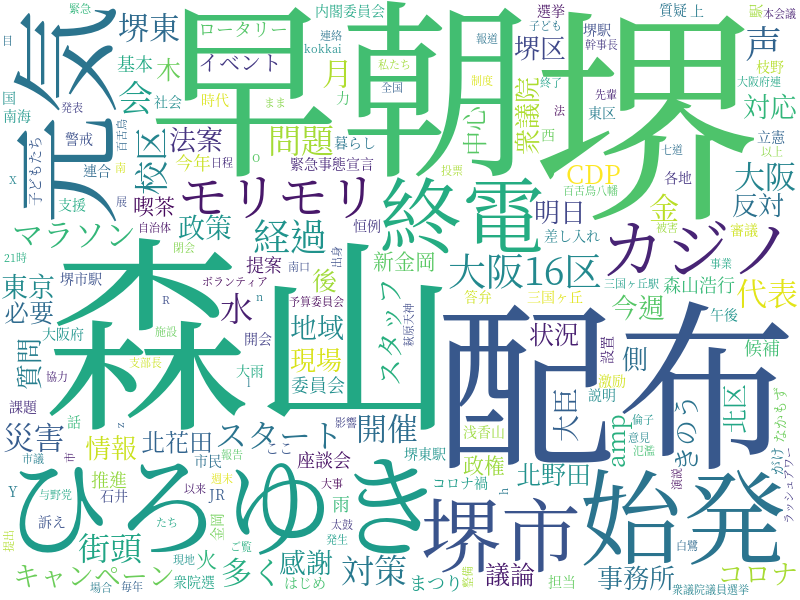 元気
早朝
堺
森山
配布
ひろゆき
始発
終電
堺市
モリモリ
カジノ
大阪16区
経過
問題
法案
校区
堺東
ロータリー
イベント
内閣委員会
連絡
kokkai
選挙
子ども
質疑
上
駅
本会議
堺区
堺駅
報道
幹事長
声
枝野
大阪府連
月
木
会
基本
国
南海
発表
緊急
目
社会
時代
まま
力
私たち
全国
制度
終了
先輩
法
東区
対応
立憲
以上
七道
西
投票
中心
衆議院
暮らし
今年
日程
緊急事態宣言
警戒
百舌鳥
子どもたち
連合
南
展
支援
自治体
喫茶
恒例
明日
差し入れ
CDP
百舌鳥八幡
各地
大阪
反対
金
被害
審議
マラソン
政策
閉会
出身
21時
堺市駅
ボランティア
提案
南口
後
新金岡
答弁
三国ヶ丘
三国ヶ丘駅
事業
今週
森山浩行
代表
東京
必要
大阪府
予算委員会
水
開会
地域
萩原天神
スタッフ
状況
設置
側
午後
候補
質問
支部長
協力
施設
大雨
現場
委員会
大臣
激励
説明
北区
きのう
なかもず
がけ
課題
話
影響
開催
浅香山
倫子
意見
氾濫
amp
災害
情報
北花田
スタート
ここ
座談会
堺東駅
政権
北野田
コロナ禍
演説
ラッシュアワー
市議
市
推進
市民
報告
週末
以来
大事
雨
太鼓
発生
石井
JR
金岡
与野党
訴え
たち
街頭
火
ご覧
感謝
対策
まつり
議論
担当
整備
事務所
白鷺
コロナ
提出
キャンペーン
場合
現地
毎年
衆院選
多く
はじめ
衆議院議員選挙